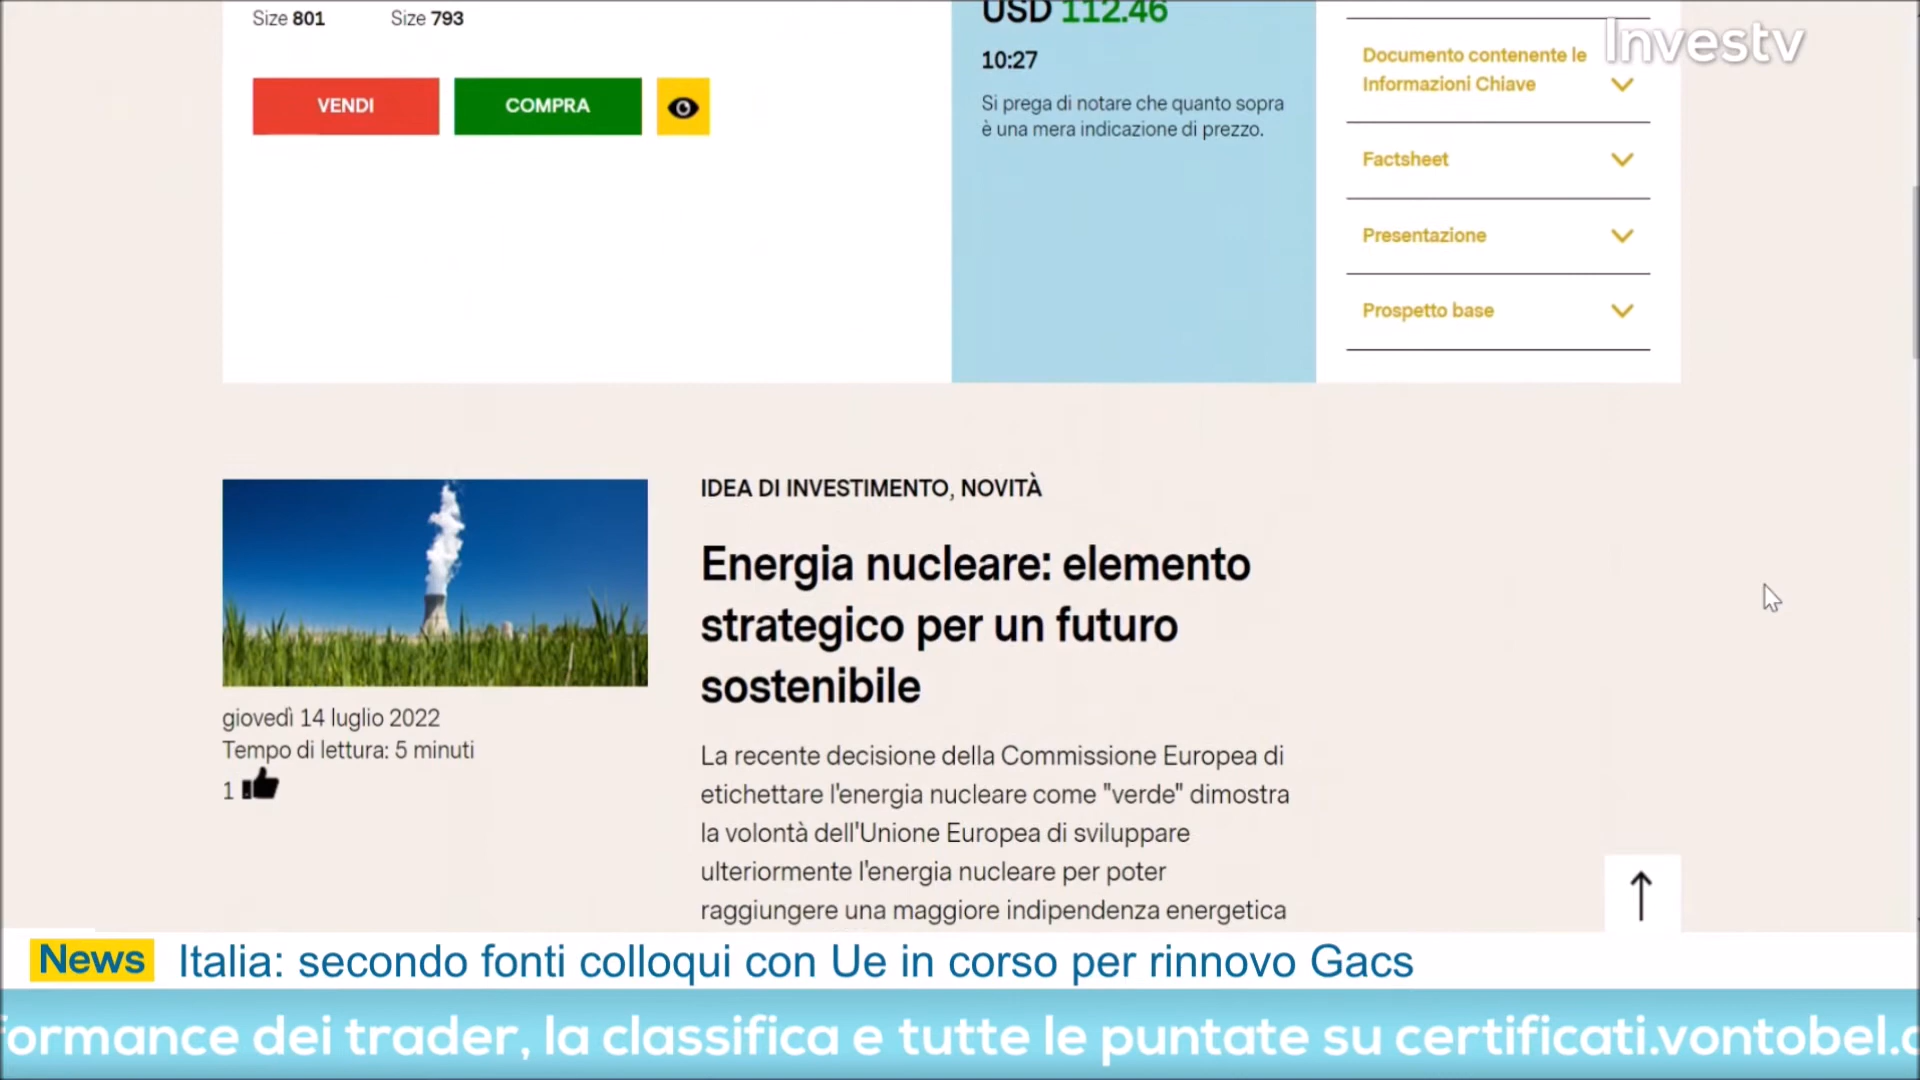 Size 801
Size 793
VENDI
COMPRA
USD 112.46
10:27
Si prega di notare che quanto sopra
è una mera indicazione di prezzo.
Investv
Documento contenente le
Informazioni Chiave
Factsheet
Presentazione
Prospetto base
giovedì 14 luglio 2022
Tempo di lettura: 5 minuti
1
IDEA DI INVESTIMENTO, NOVITÀ
Energia nucleare: elemento
strategico per un futuro
sostenibile
La recente decisione della Commissione Europea di
etichettare l'energia nucleare come "verde" dimostra
la volontà dell'Unione Europea di sviluppare
ulteriormente l'energia nucleare per poter
raggiungere una maggiore indipendenza energetica
News Italia: secondo fonti colloqui con Ue in corso per rinnovo Gacs
ormance dei trader, la classifica e tutte le puntate su certificati.vontobel.